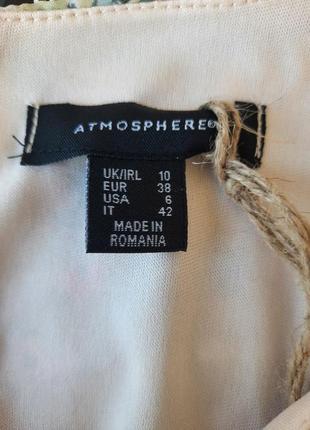 ATMOSPHERE®
UK/IRL 10
EUR 38
USA 6
IT 42
MADE IN
ROMANIA